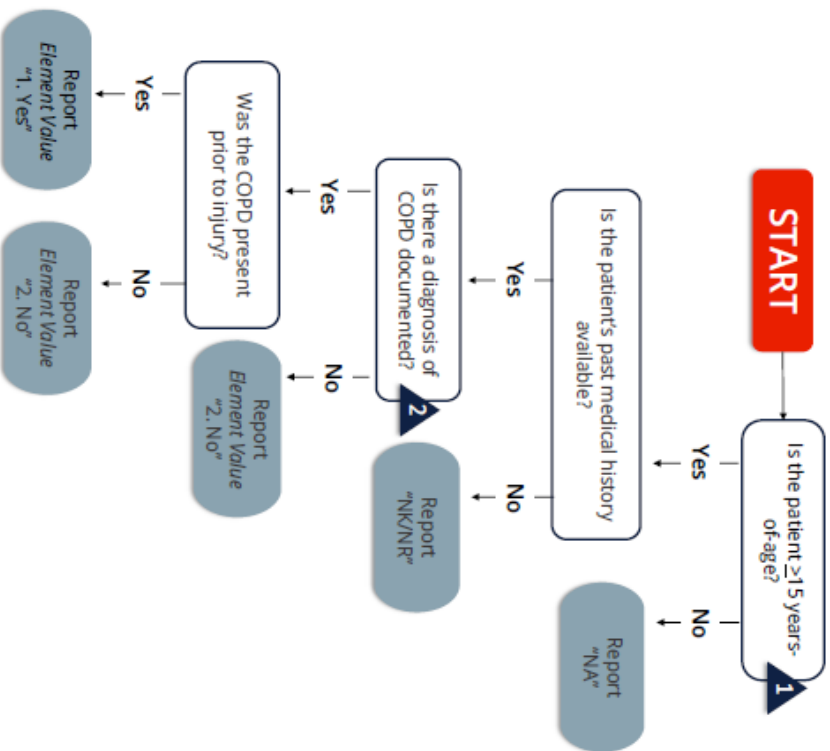 START
Is the patient >15 years-
of-age?
1
Yes
No
Report
"NA"
Is the patient's past medical history
available?
Yes
No
Report
"NK/NR"
Is there a diagnosis of
COPD documented?
2
Yes
No
Report
Element Value
"2. No"
Was the COPD present
prior to injury?
Yes
No
Report
Element Value
"1. Yes"
Report
Element Value
"2. No"